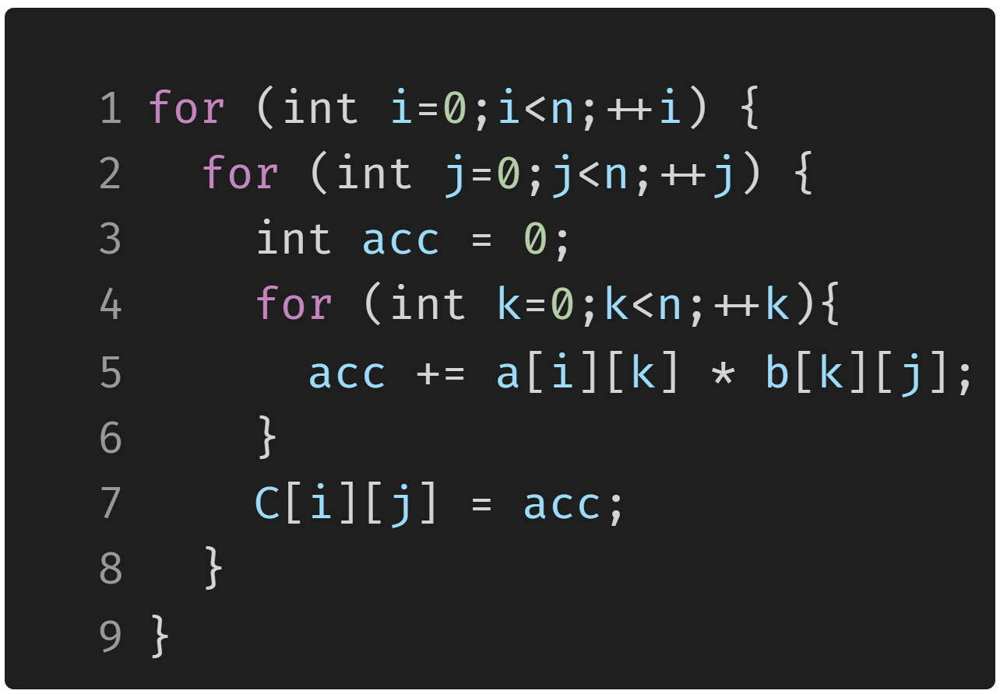 1 for (int i=0;i<n;++i) {
2   for (int j=0;j<n;++j) {
3     int acc = 0;
4     for (int k=0;k<n;++k){
5       acc += a[i][k] * b[k][j];
6     }
7     C[i][j] = acc;
8   }
9 }